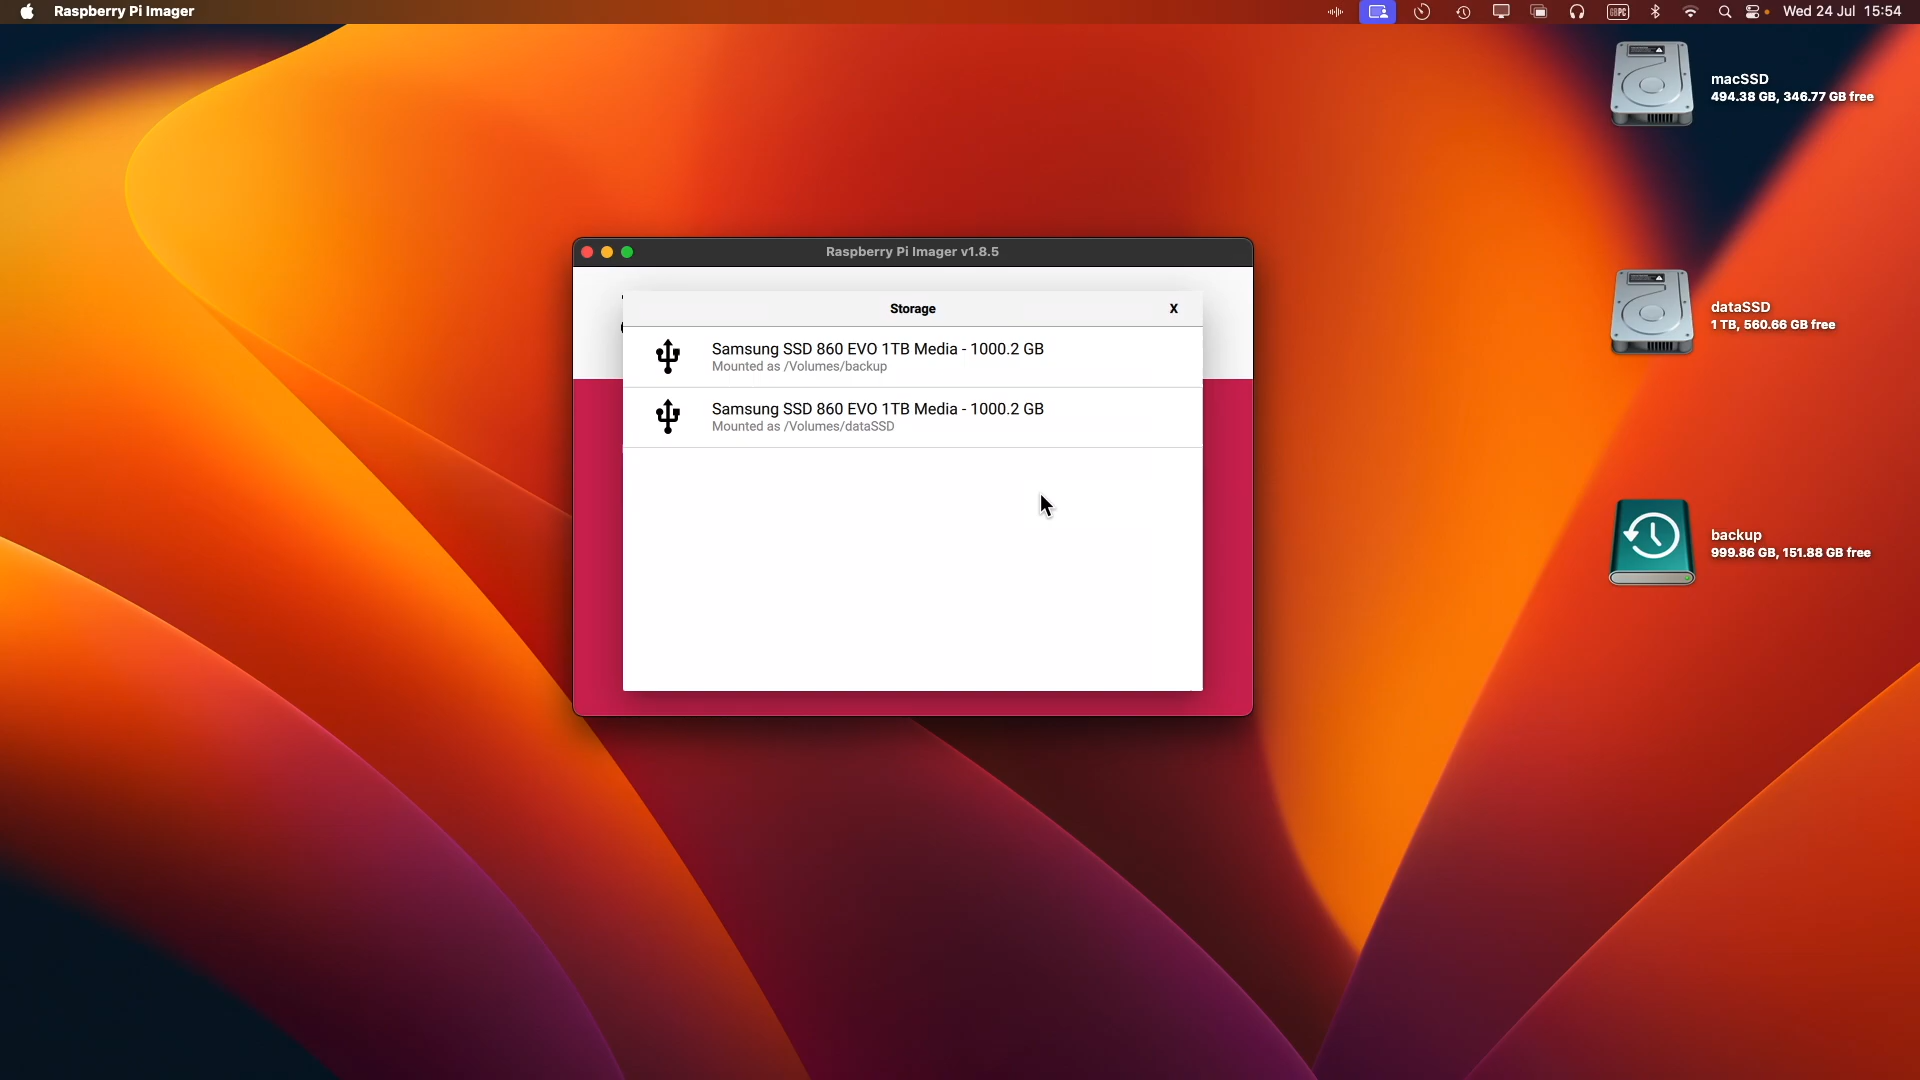 Raspberry Pi Imager
GBPC
Wed 24 Jul 15:54
macSSD
494.38 GB, 346.77 GB free
Raspberry Pi Imager v1.8.5
Storage
X
Samsung SSD 860 EVO 1TB Media - 1000.2 GB
Mounted as /Volumes/backup
Samsung SSD 860 EVO 1TB Media - 1000.2 GB
Mounted as /Volumes/dataSSD
dataSSD
1 TB, 560.66 GB free
backup
999.86 GB, 151.88 GB free